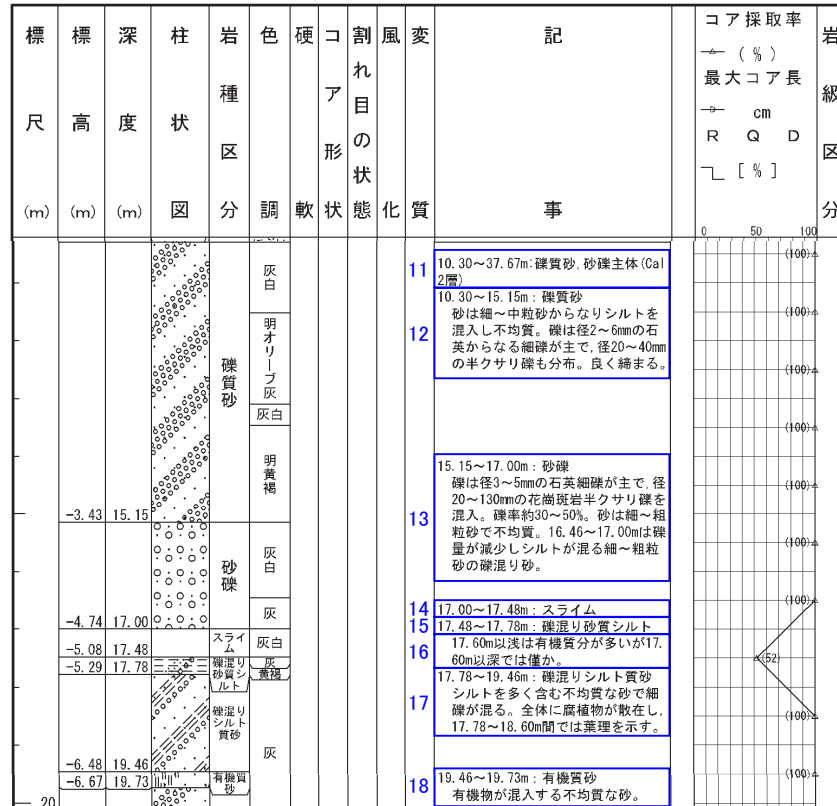 標尺(m)
標高(m)
深度(m)
柱状図
岩種区分
色調
硬軟
コア形状
割れ目の状態
風化
変質
記事
コア採取率
(%)
最大コア長
cm
R Q D
[%]
0 50 100
岩級区分
-3.43 15.15
-4.74 17.00
-5.08 17.48
-5.29 17.78
-6.48 19.46
-6.67 19.73
20
礫質砂
砂礫
スライム
礫混り砂質シルト
礫混りシルト質砂
有機質砂
灰白
明オリーブ灰
灰白
明黄褐
灰白
灰
灰白
灰
黄褐
灰
11
10.30~37.67m:礫質砂,砂礫主体(Cal
2層)
12
10.30~15.15m:礫質砂
砂は細~中粒砂からなりシルトを
混入し不均質。礫は径2~6mmの石
英からなる細礫が主で,径20~40mm
の半クサリ礫も分布。良く締まる。
13
15.15~17.00m:砂礫
礫は径3~5mmの石英細礫が主で,径
20~130mmの花崗斑岩半クサリ礫を
混入。礫率約30~50%。砂は細~粗
粒砂で不均質。16.46~17.00mは礫
量が減少しシルトが混る細~粗粒
砂の礫混り砂。
14
17.00~17.48m:スライム
15
17.48~17.78m:礫混り砂質シルト
16
17.60m以浅は有機質分が多いが17.
60m以深では僅か。
17
17.78~19.46m:礫混りシルト質砂
シルトを多く含む不均質な砂で細
礫が混る。全体に腐植物が散在し,
17.78~18.60m間では葉理を示す。
18
19.46~19.73m:有機質砂
有機物が混入する不均質な砂。
(100)
(100)
(100)
(100)
(100)
(100)
(100)
(52)
(100)
(100)